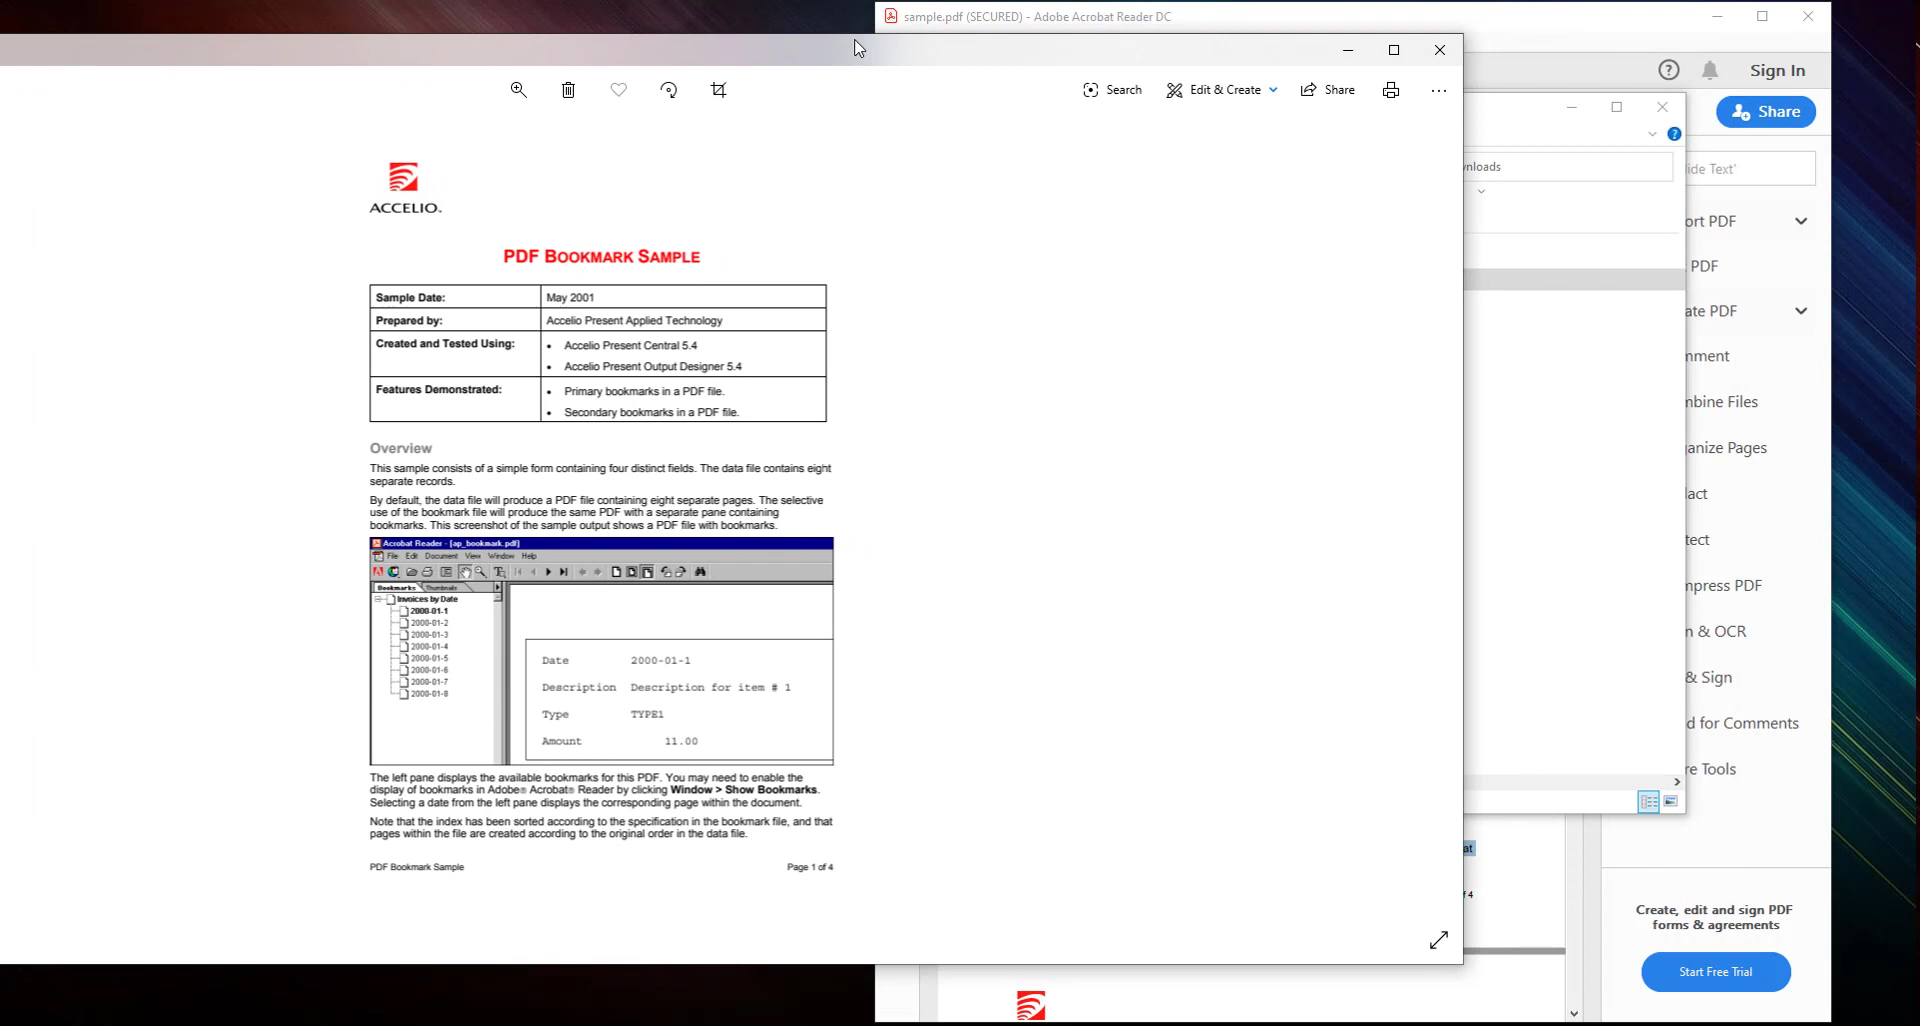 sample.pdf (SECURED) - Adobe Acrobat Reader DC
Sign In
Search
Edit & Create
Share
Share
ACCELIO
PDF BOOKMARK SAMPLE
Sample Date: May 2001
Prepared by: Accelio Present Applied Technology
Created and Tested Using: • Accelio Present Central 5.4
• Accelio Present Output Designer 5.4
Features Demonstrated: • Primary bookmarks in a PDF file.
• Secondary bookmarks in a PDF file.
Overview
This sample consists of a simple form containing four distinct fields. The data file contains eight
separate records.
By default, the data file will produce a PDF file containing eight separate pages. The selective
use of the bookmark file will produce the same PDF with a separate pane containing
bookmarks. This screenshot of the sample output shows a PDF file with bookmarks.
Acrobat Reader - [ap_bookmark.pdf]
File Edit Document View Window Help
Bookmarks Thumbnails
Invoices by Date
2000-01-1
2000-01-2
2000-01-3
2000-01-4
2000-01-5
2000-01-6
2000-01-7
2000-01-8
Date 2000-01-1
Description Description for item # 1
Type TYPE1
Amount 11.00
The left pane displays the available bookmarks for this PDF. You may need to enable the
display of bookmarks in Adobe® Acrobat® Reader by clicking Window > Show Bookmarks.
Selecting a date from the left pane displays the corresponding page within the document.
Note that the index has been sorted according to the specification in the bookmark file, and that
pages within the file are created according to the original order in the data file.
PDF Bookmark Sample Page 1 of 4
wnloads
ide Text'
ort PDF
PDF
ate PDF
mment
mbine Files
anize Pages
dact
tect
mpress PDF
n & OCR
& Sign
d for Comments
re Tools
at
f 4
Create, edit and sign PDF
forms & agreements
Start Free Trial